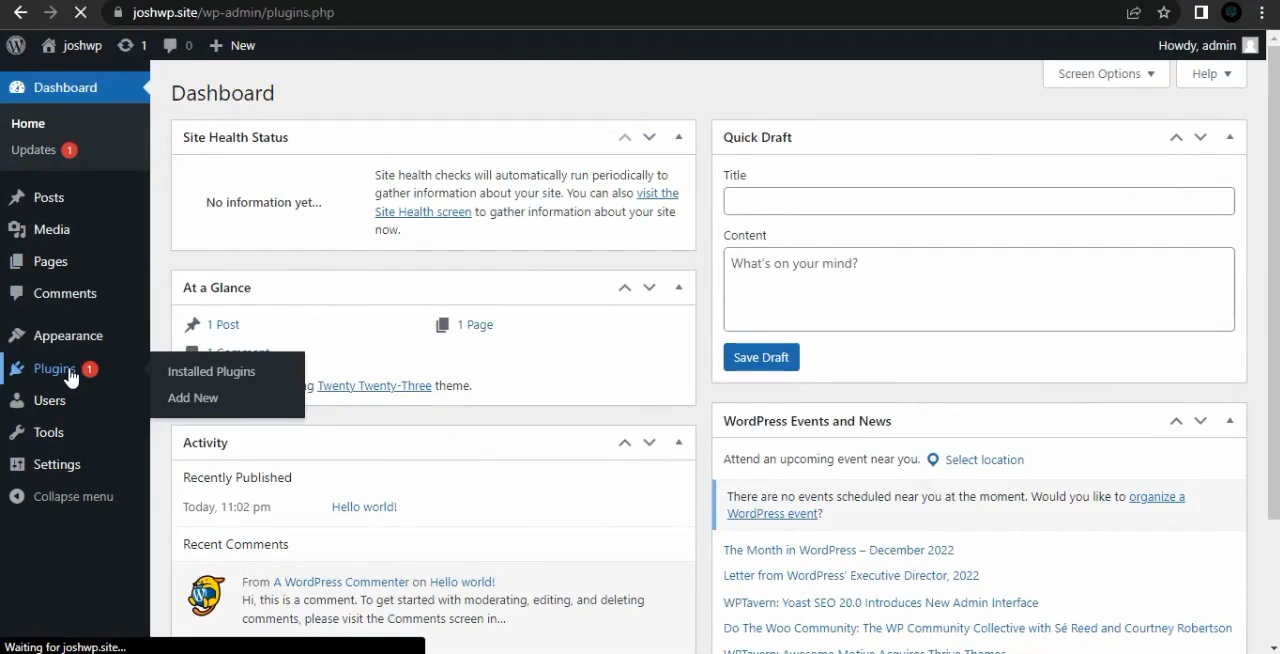 joshwp.site/wp-admin/plugins.php
joshwp 1 0 New Howdy, admin
Dashboard
Home
Updates 1
Posts
Media
Pages
Comments
Appearance
Plugins 1
Installed Plugins
Add New
Users
Tools
Settings
Collapse menu
Screen Options Help
Dashboard
Site Health Status
No information yet...
Site health checks will automatically run periodically to
gather information about your site. You can also visit the
Site Health screen to gather information about your site
now.
At a Glance
1 Post 1 Page
1 Comment
ng Twenty Twenty-Three theme.
Activity
Recently Published
Today, 11:02 pm Hello world!
Recent Comments
From A WordPress Commenter on Hello world!
Hi, this is a comment. To get started with moderating, editing, and deleting
comments, please visit the Comments screen in...
Quick Draft
Title
Content
What's on your mind?
Save Draft
WordPress Events and News
Attend an upcoming event near you. Select location
There are no events scheduled near you at the moment. Would you like to organize a
WordPress event?
The Month in WordPress – December 2022
Letter from WordPress' Executive Director, 2022
WPTavern: Yoast SEO 20.0 Introduces New Admin Interface
Do The Woo Community: The WP Community Collective with Sé Reed and Courtney Robertson
WPTavern: Awesome Motive Acquires Thrive Themes
Waiting for joshwp.site...